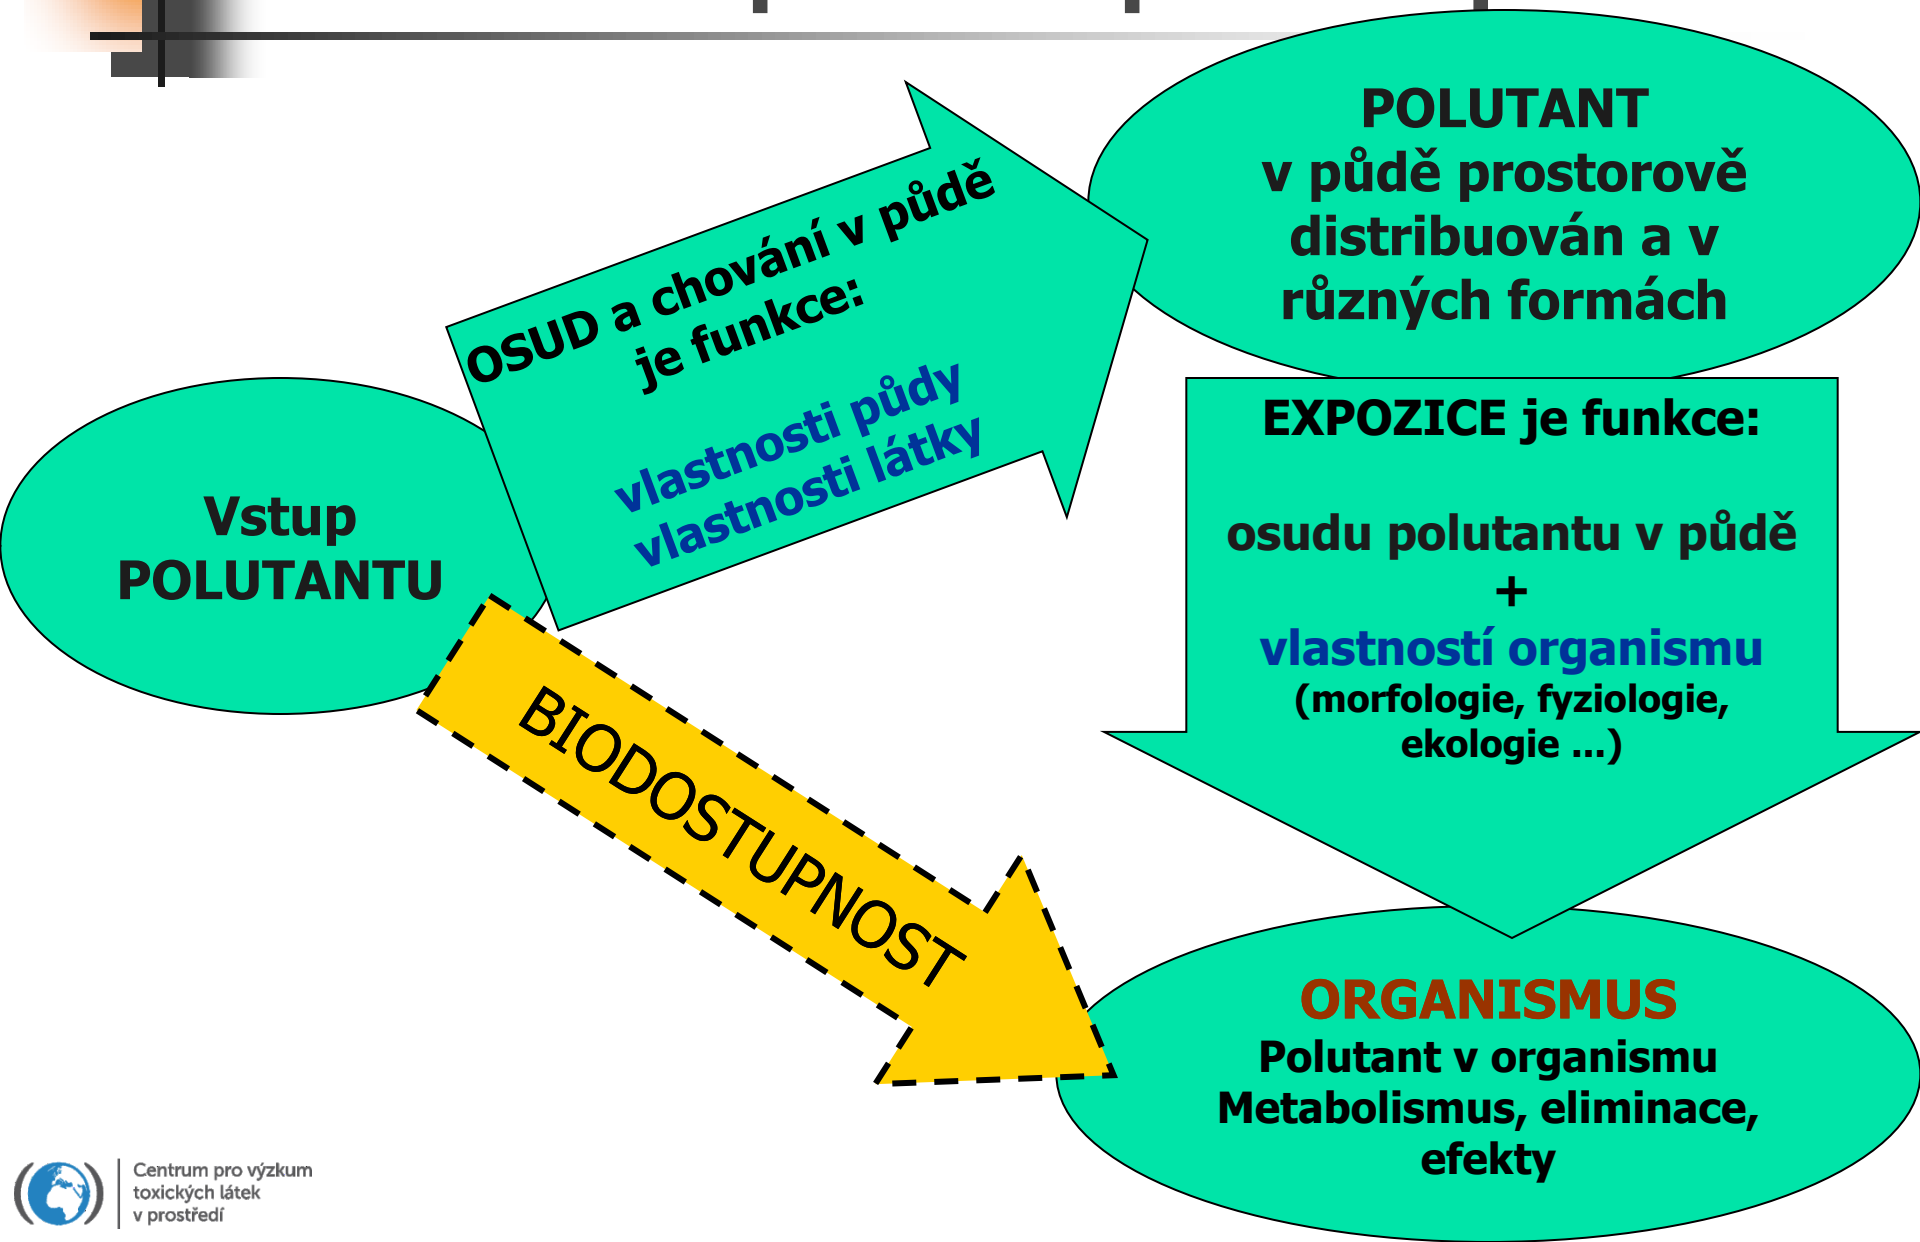 POLUTANT
v půdě prostorově
distribuován a v
různých formách
OSUD a chování v půdě
je funkce:
vlastnosti půdy
vlastnosti látky
Vstup
POLUTANTU
EXPOZICE je funkce:
osudu polutantu v půdě
+
vlastností organismu
(morfologie, fyziologie,
ekologie ...)
BIODOSTUPNOST
ORGANISMUS
Polutant v organismu
Metabolismus, eliminace,
efekty
Centrum pro výzkum
toxických látek
v prostředí